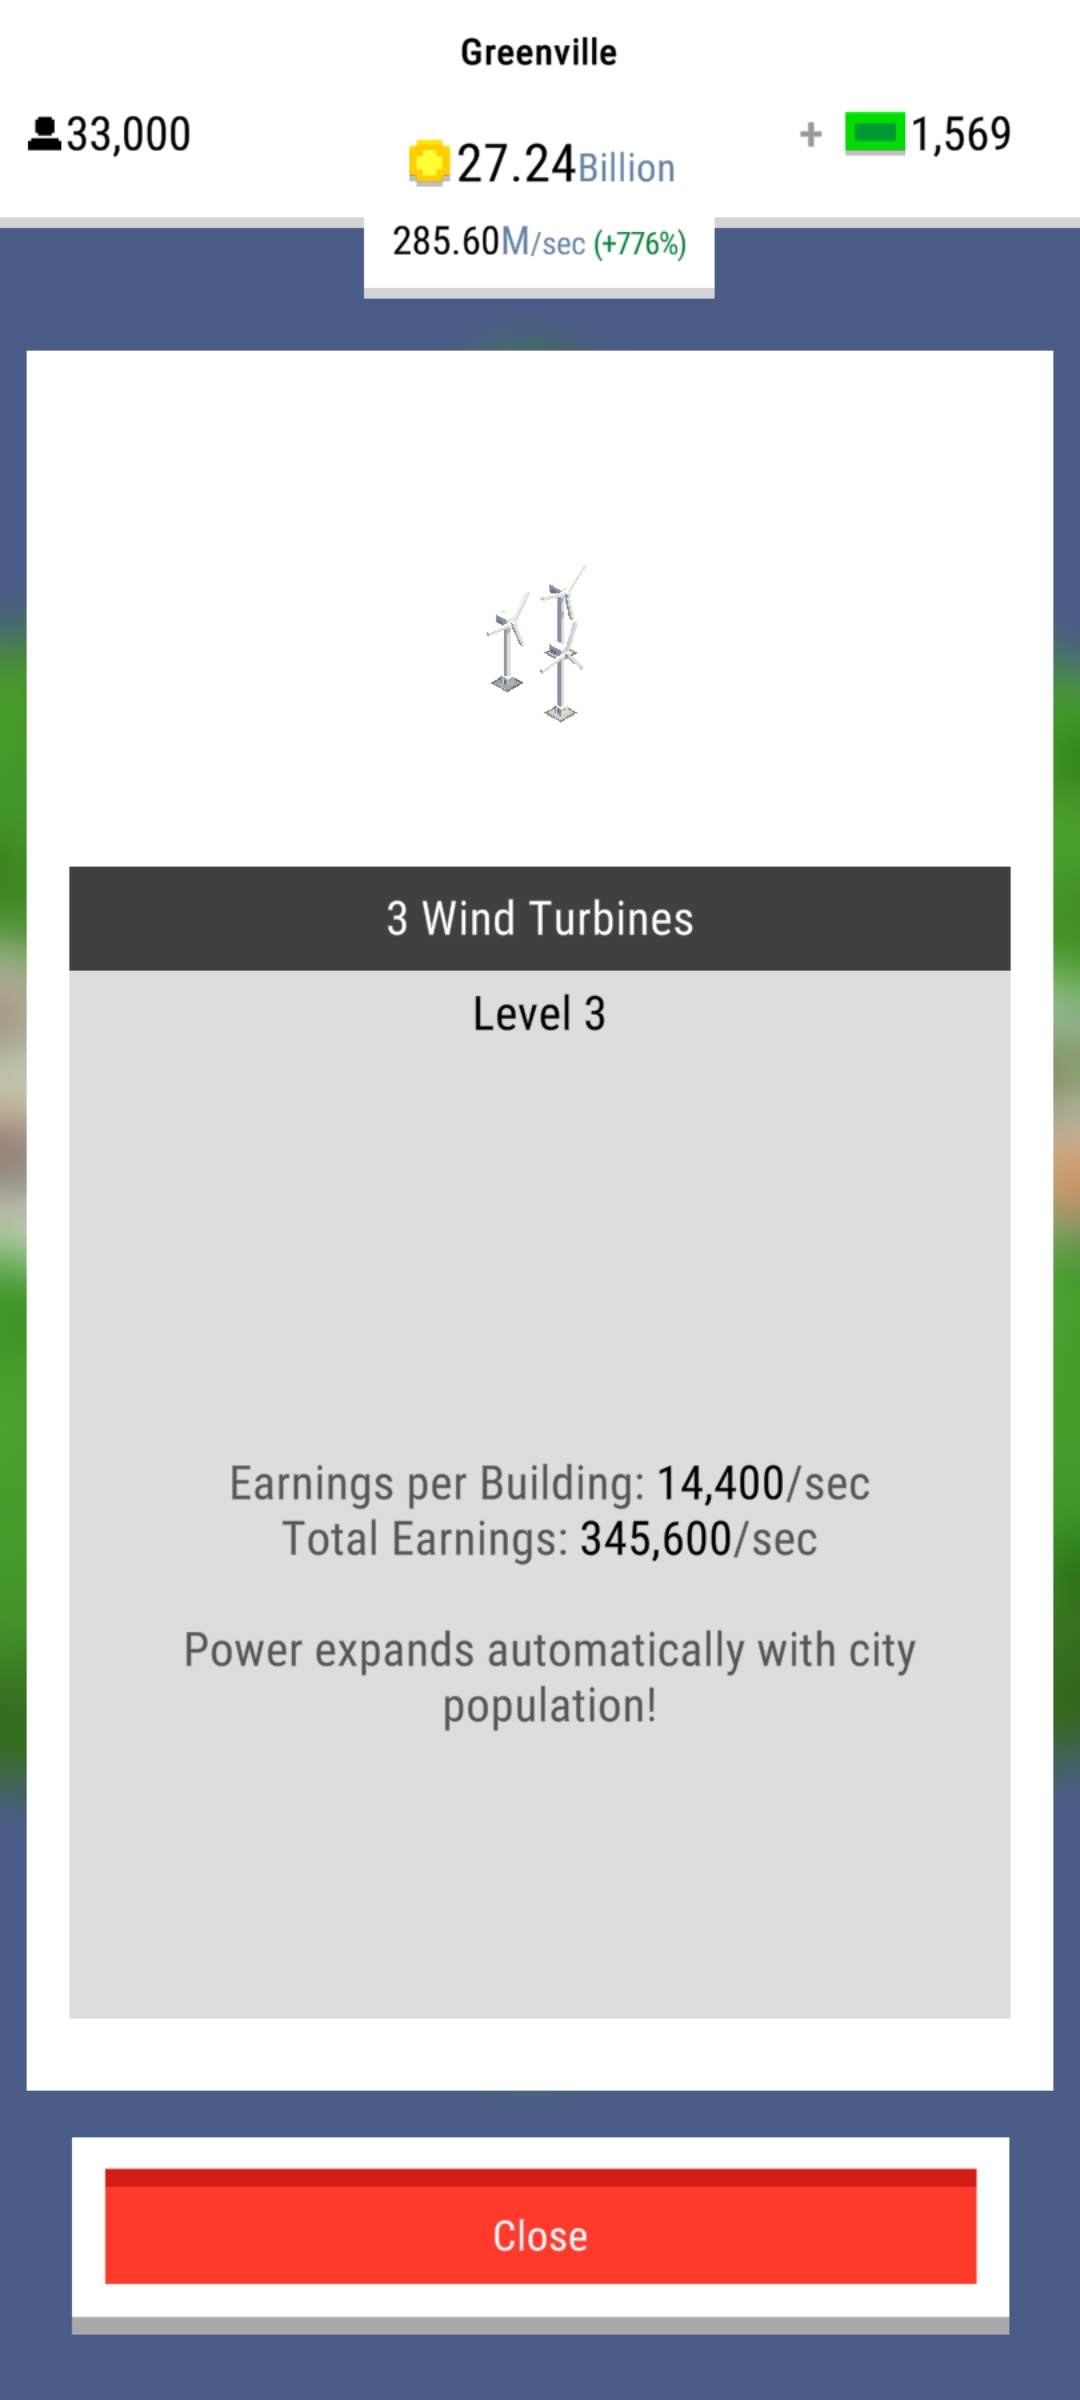 Greenville
33,000
27.24Billion
+ 1,569
285.60M/sec (+776%)
3 Wind Turbines
Level 3
Earnings per Building: 14,400/sec
Total Earnings: 345,600/sec
Power expands automatically with city
population!
Close